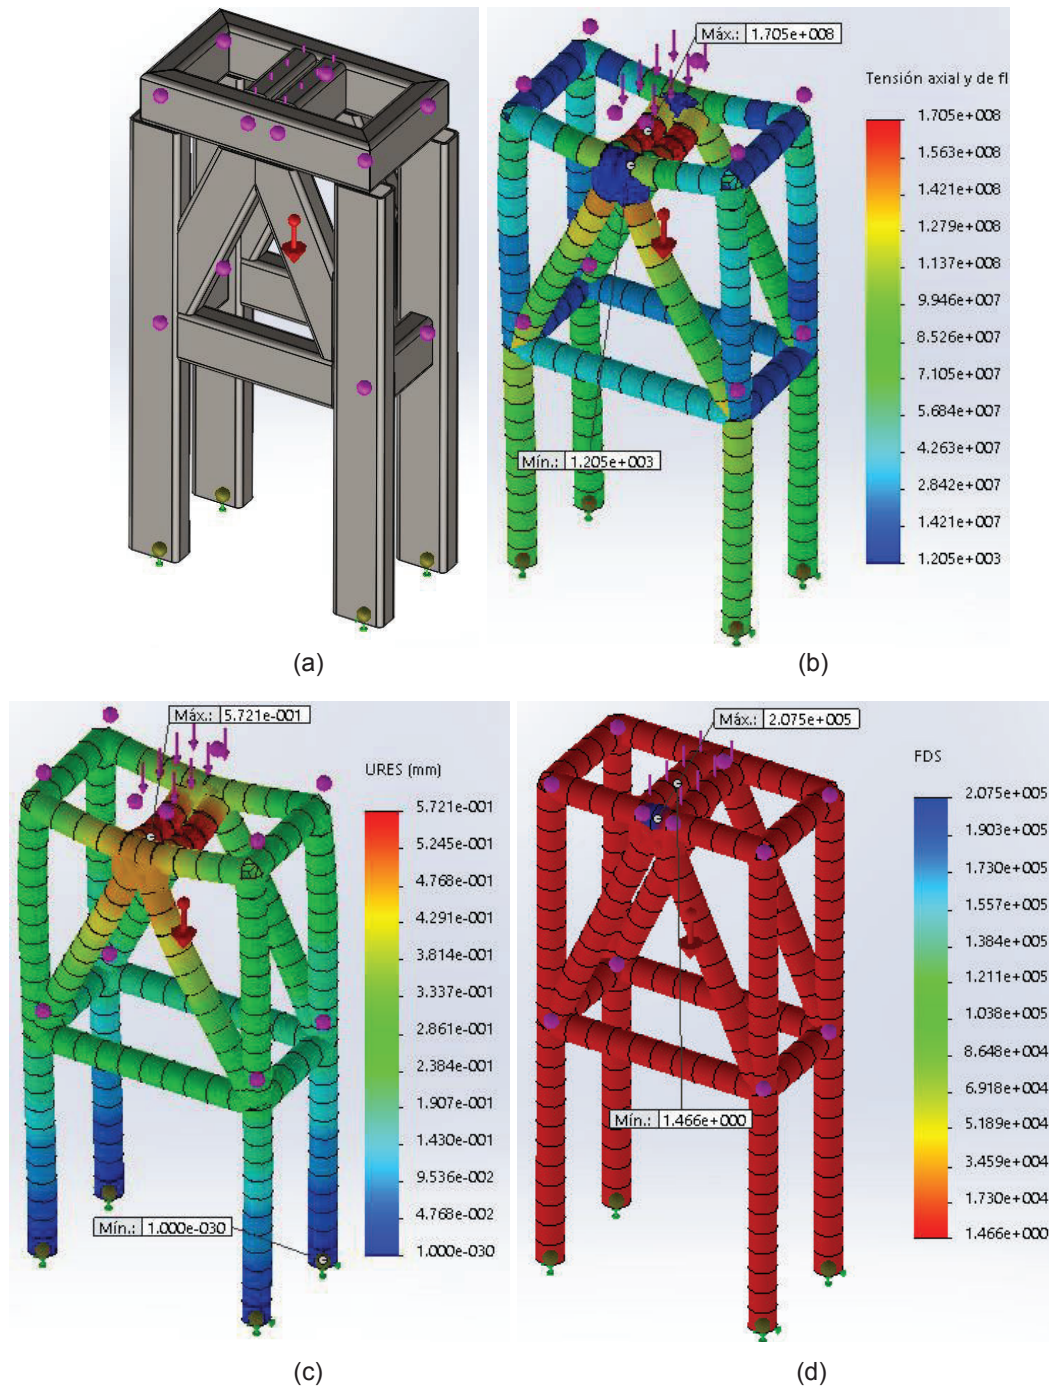 Máx.: 1.705e+008
Tensión axial y de fl
1.705e+008
1.563e+008
1.421e+008
1.279e+008
1.137e+008
9.946e+007
8.526e+007
7.105e+007
5.684e+007
4.263e+007
2.842e+007
1.421e+007
1.205e+003
Mín.: 1.205e+003
(a)
(b)
Máx.: 5.721e-001
URES (mm)
5.721e-001
5.245e-001
4.768e-001
4.291e-001
3.814e-001
3.337e-001
2.861e-001
2.384e-001
1.907e-001
1.430e-001
9.536e-002
4.768e-002
1.000e-030
Mín.: 1.000e-030
Máx.: 2.075e+005
FDS
2.075e+005
1.903e+005
1.730e+005
1.557e+005
1.384e+005
1.211e+005
1.038e+005
8.648e+004
6.918e+004
5.189e+004
3.459e+004
1.730e+004
1.466e+000
Mín.: 1.466e+000
(c)
(d)